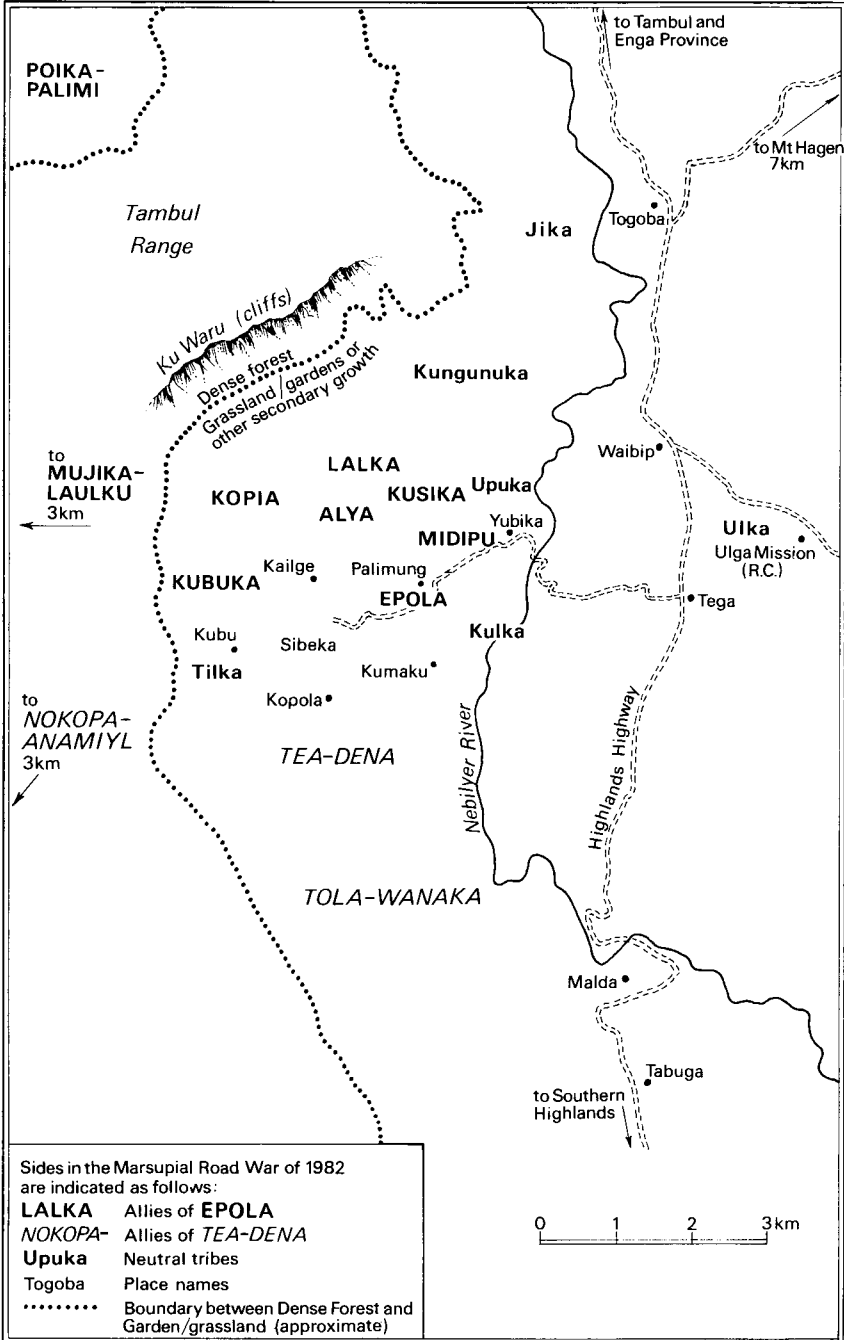 to Tambul and
Enga Province
POIKA-
PALIMI
to Mt Hagen
7km
Tambul
Range
Togoba
Jika
Ku Waru (cliffs)
Dense forest
Grassland/gardens or
other secondary growth
Kungunuka
Waibip
to
MUJIKA-
LAULKU
3km
LALKA
KOPIA
KUSIKA
Upuka
ALYA
Ulka
Yubika
MIDIPU
Ulga Mission
(R.C.)
KUBUKA
Kailge
Palimung
EPOLA
Tega
Kulka
Kubu
Sibeka
Tilka
Kumaku
Kopola
to
NOKOPA-
ANAMIYL
3km
TEA-DENA
Nebilyer River
Highlands Highway
TOLA-WANAKA
Malda
Tabuga
to Southern
Highlands
Sides in the Marsupial Road War of 1982
are indicated as follows:
LALKA Allies of EPOLA
NOKOPA- Allies of TEA-DENA
Upuka Neutral tribes
Togoba Place names
Boundary between Dense Forest and
Garden/grassland (approximate)
0 1 2 3km